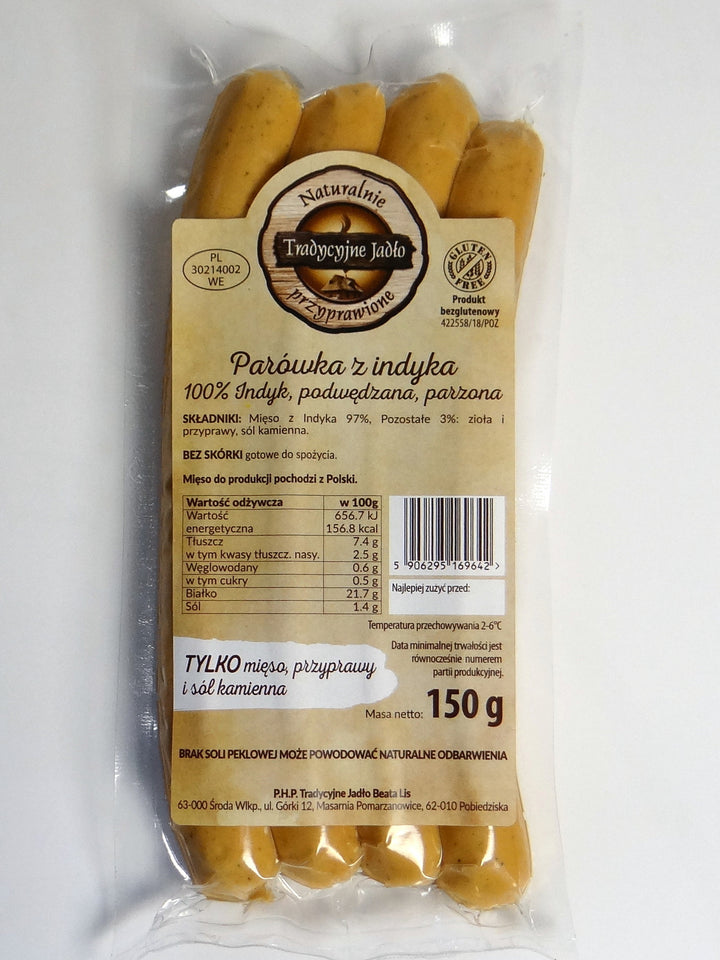 Naturalnie
Tradycyjne Jadło
przyprawione
PL
30214002
WE
GLUTEN
FREE
Produkt
bezglutenowy
422558/18/POZ
Parówka z indyka
100% Indyk, podwędzana, parzona
SKŁADNIKI: Mięso z Indyka 97%, Pozostałe 3%: zioła i
przyprawy, sól kamienna.
BEZ SKÓRKI gotowe do spożycia.
Mięso do produkcji pochodzi z Polski.
Wartość odżywcza w 100g
Wartość 656.7 kJ
energetyczna 156.8 kcal
Tłuszcz 7.4 g
w tym kwasy tłuszcz. nasy. 2.5 g
Węglowodany 0.6 g
w tym cukry 0.5 g
Białko 21.7 g
Sól 1.4 g
5 906295 169642 >
Najlepiej zużyć przed:
Temperatura przechowywania 2-6°C
Data minimalnej trwałości jest
równocześnie numerem
partii produkcyjnej.
TYLKO mięso, przyprawy
i sól kamienna
Masa netto: 150 g
BRAK SOLI PEKLOWEJ MOŻE POWODOWAĆ NATURALNE ODBARWIENIA
P.H.P. Tradycyjne Jadło Beata Lis
63-000 Środa Wlkp., ul. Górki 12, Masarnia Pomarzanowice, 62-010 Pobiedziska